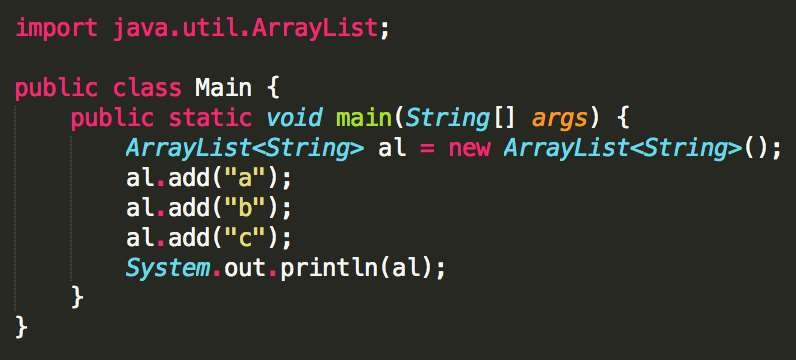 import java.util.ArrayList;
public class Main {
    public static void main(String[] args) {
        ArrayList<String> al = new ArrayList<String>();
        al.add("a");
        al.add("b");
        al.add("c");
        System.out.println(al);
    }
}